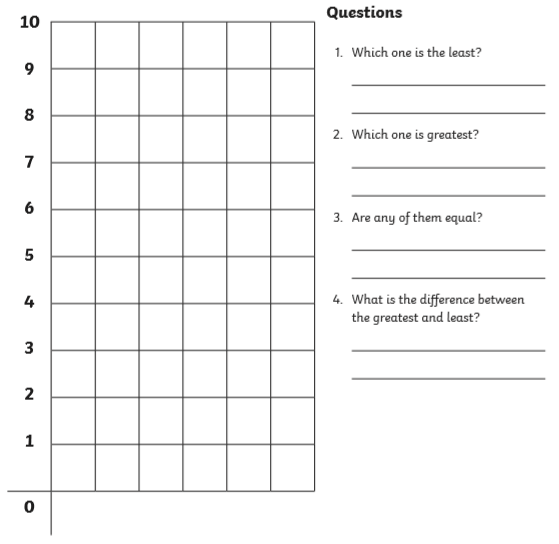 10
9
8
7
6
5
4
3
2
1
0
Questions
1. Which one is the least?
2. Which one is greatest?
3. Are any of them equal?
4. What is the difference between
the greatest and least?